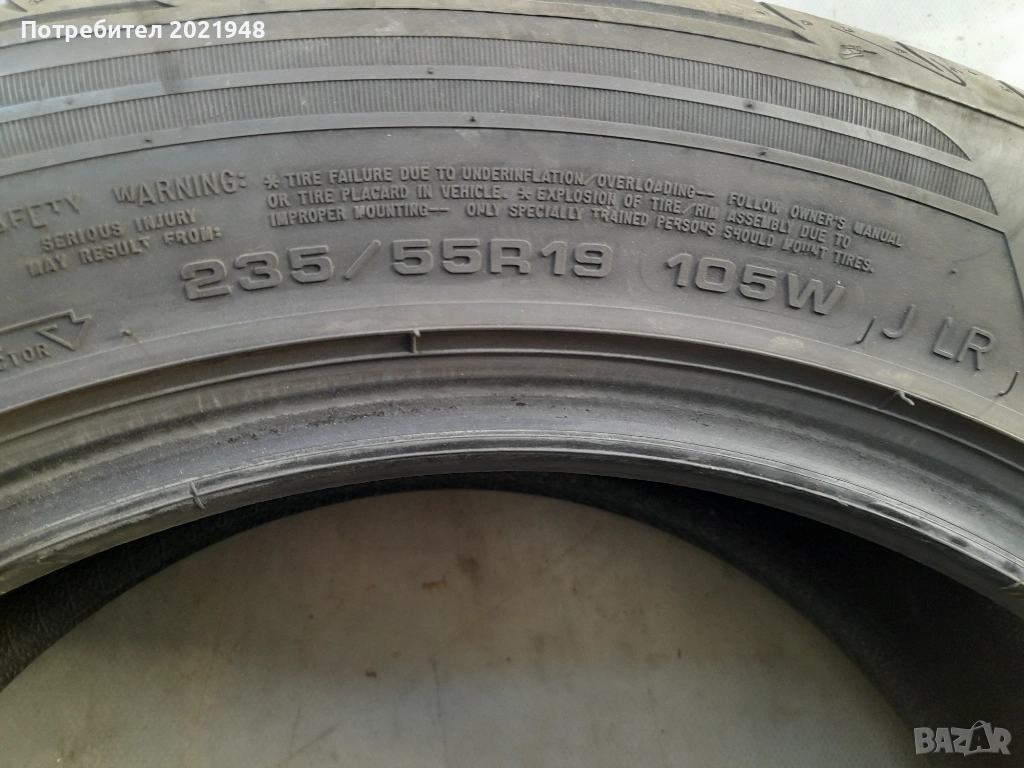 Потребител 2021948
SAFETY WARNING:
SERIOUS INJURY
MAY RESULT FROM:
* TIRE FAILURE DUE TO UNDERINFLATION/OVERLOADING-- FOLLOW OWNER'S MANUAL
OR TIRE PLACARD IN VEHICLE. * EXPLOSION OF TIRE/RIM ASSEMBLY DUE TO
IMPROPER MOUNTING-- ONLY SPECIALLY TRAINED PERSONS SHOULD MOUNT TIRES.
235/55R19 105W J LR
BAZAR